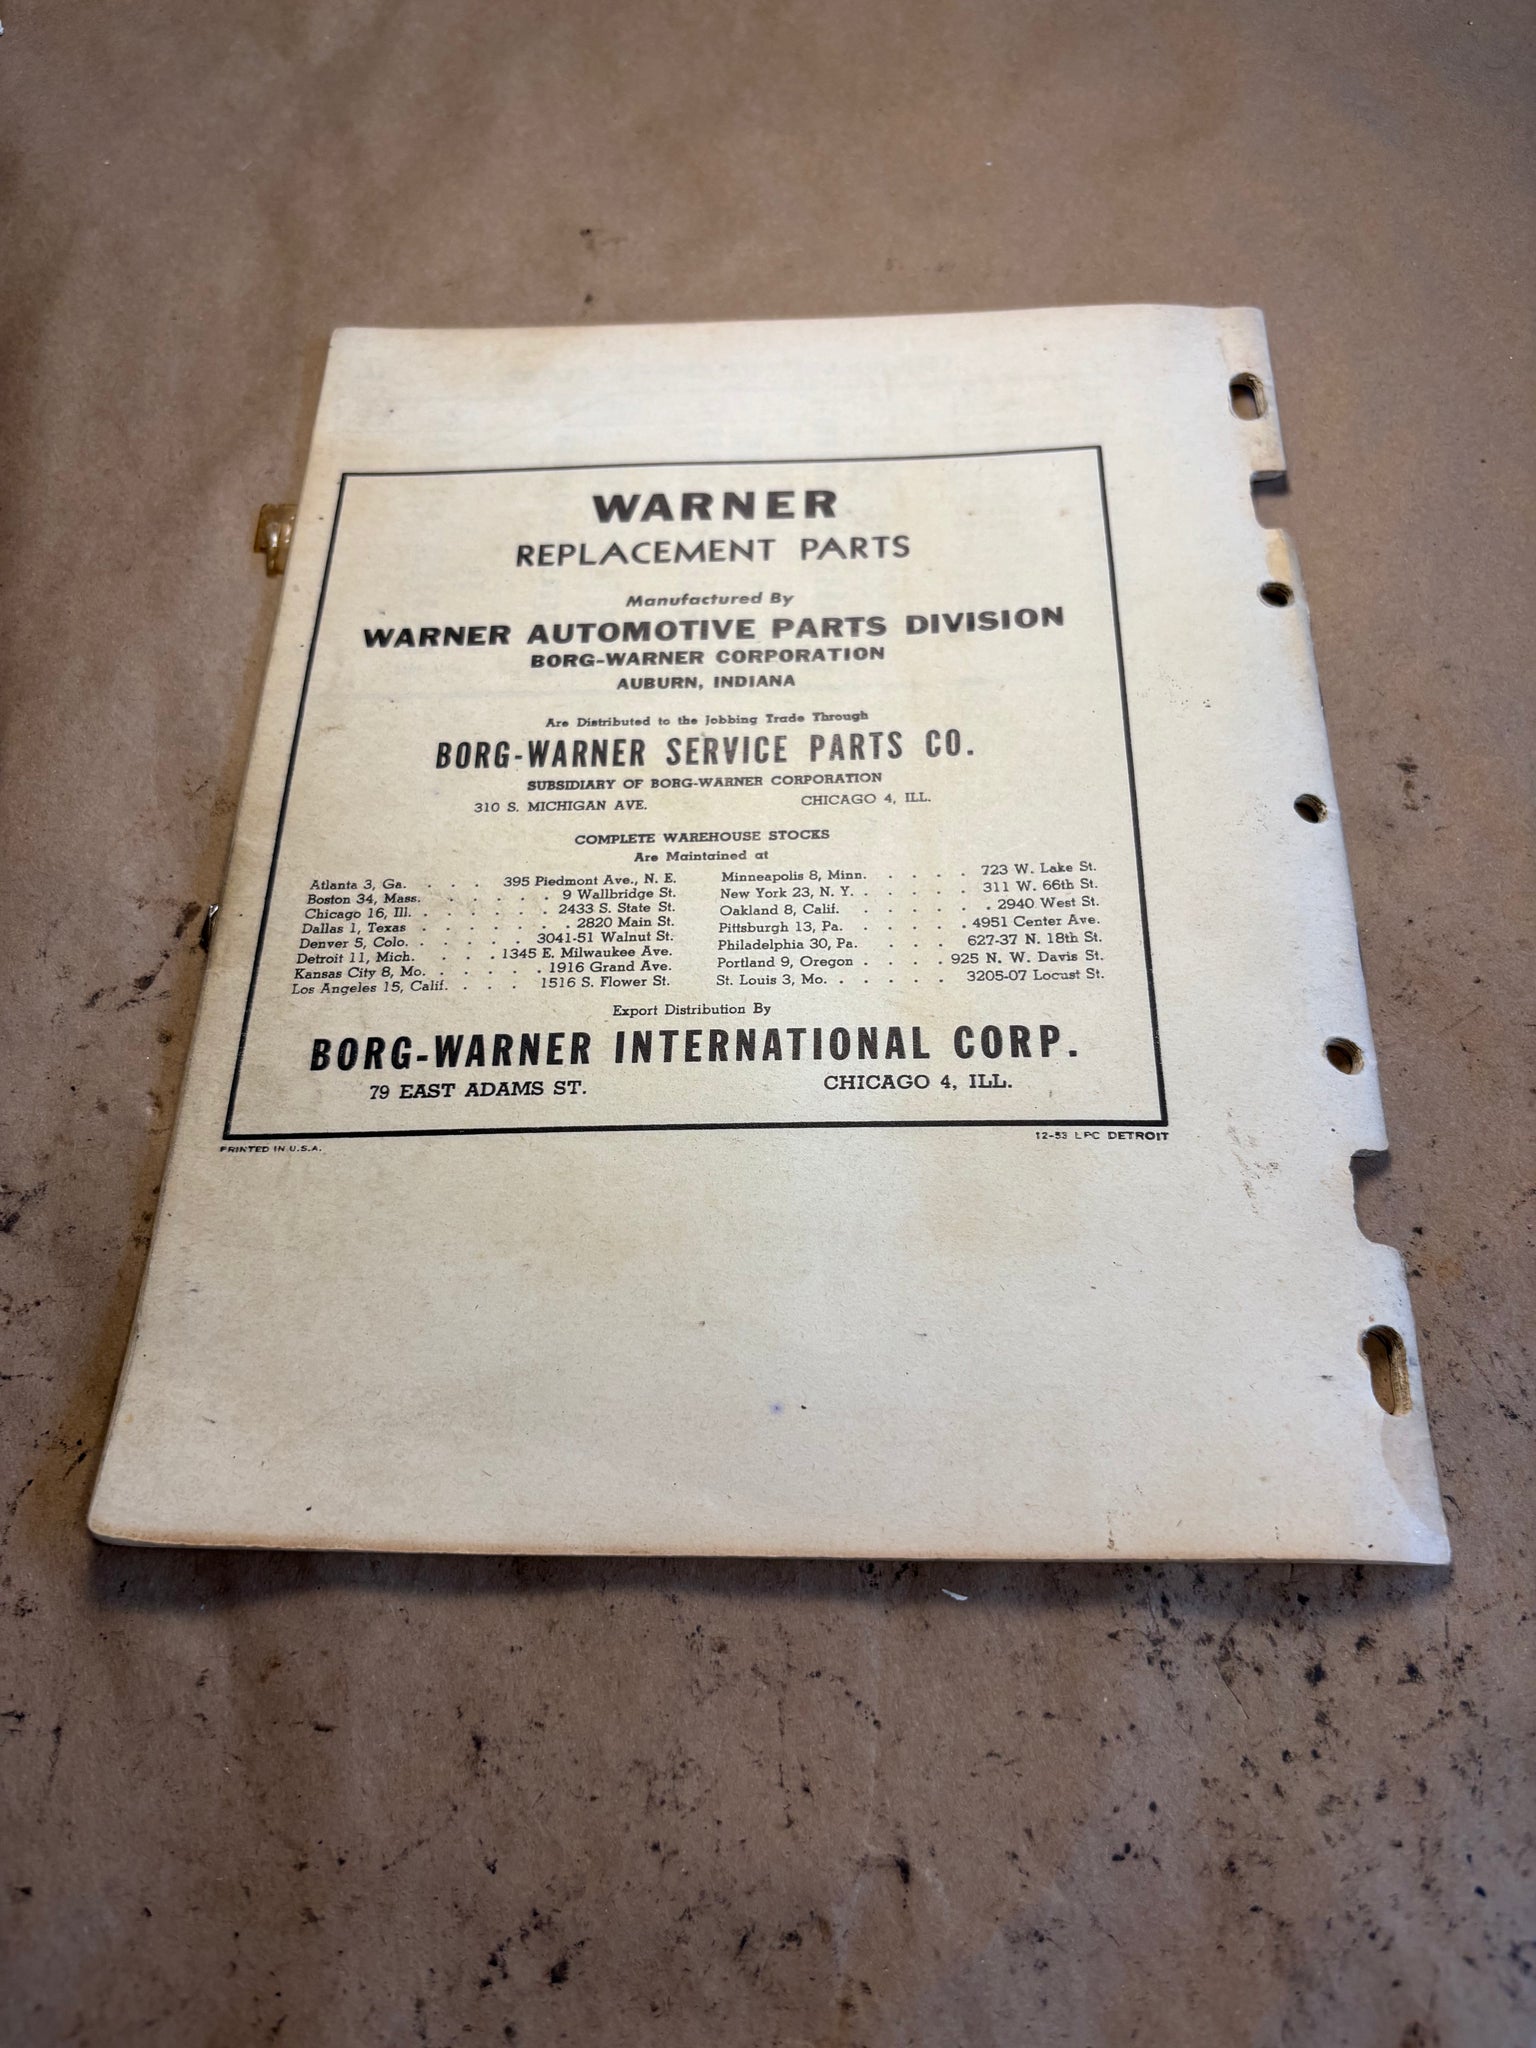 WARNER
REPLACEMENT PARTS
Manufactured By
WARNER AUTOMOTIVE PARTS DIVISION
BORG-WARNER CORPORATION
AUBURN, INDIANA
Are Distributed to the Jobbing Trade Through
BORG-WARNER SERVICE PARTS CO.
SUBSIDIARY OF BORG-WARNER CORPORATION
310 S. MICHIGAN AVE. CHICAGO 4, ILL.
COMPLETE WAREHOUSE STOCKS
Are Maintained at
Atlanta 3, Ga. . . . 395 Piedmont Ave., N. E.
Boston 34, Mass. . . . . . 9 Wallbridge St.
Chicago 16, Ill. . . . . . 2433 S. State St.
Dallas 1, Texas . . . . . . 2820 Main St.
Denver 5, Colo. . . . . 3041-51 Walnut St.
Detroit 11, Mich. . . . 1345 E. Milwaukee Ave.
Kansas City 8, Mo. . . . . 1916 Grand Ave.
Los Angeles 15, Calif. . . . 1516 S. Flower St.
Minneapolis 8, Minn. . . . . 723 W. Lake St.
New York 23, N. Y. . . . . 311 W. 66th St.
Oakland 8, Calif. . . . . . 2940 West St.
Pittsburgh 13, Pa. . . . . . 4951 Center Ave.
Philadelphia 30, Pa. . . . 627-37 N. 18th St.
Portland 9, Oregon . . . . 925 N. W. Davis St.
St. Louis 3, Mo. . . . . . 3205-07 Locust St.
Export Distribution By
BORG-WARNER INTERNATIONAL CORP.
79 EAST ADAMS ST. CHICAGO 4, ILL.
PRINTED IN U.S.A. 12-53 LPC DETROIT